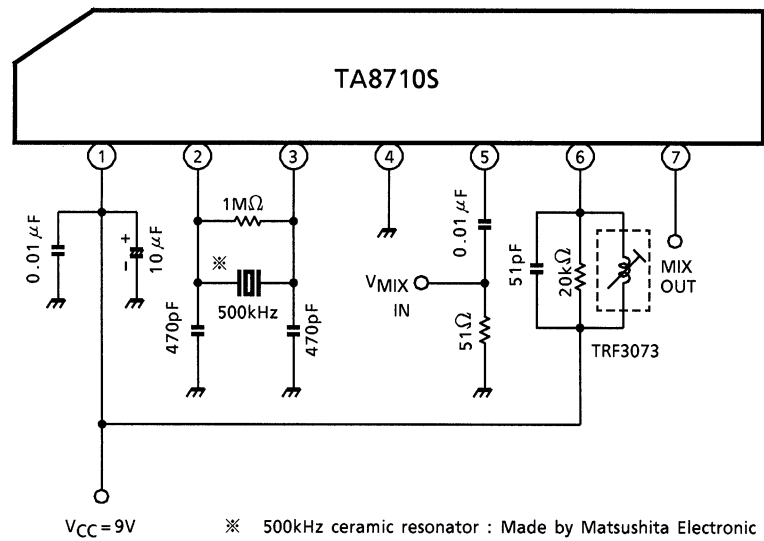 TA8710S
1 2 3 4 5 6 7
0.01μF
+
−
10μF
1MΩ
※
500kHz
470pF
470pF
0.01μF
VMIX
IN
51Ω
51pF
20kΩ
MIX
OUT
TRF3073
VCC=9V
※ 500kHz ceramic resonator : Made by Matsushita Electronic